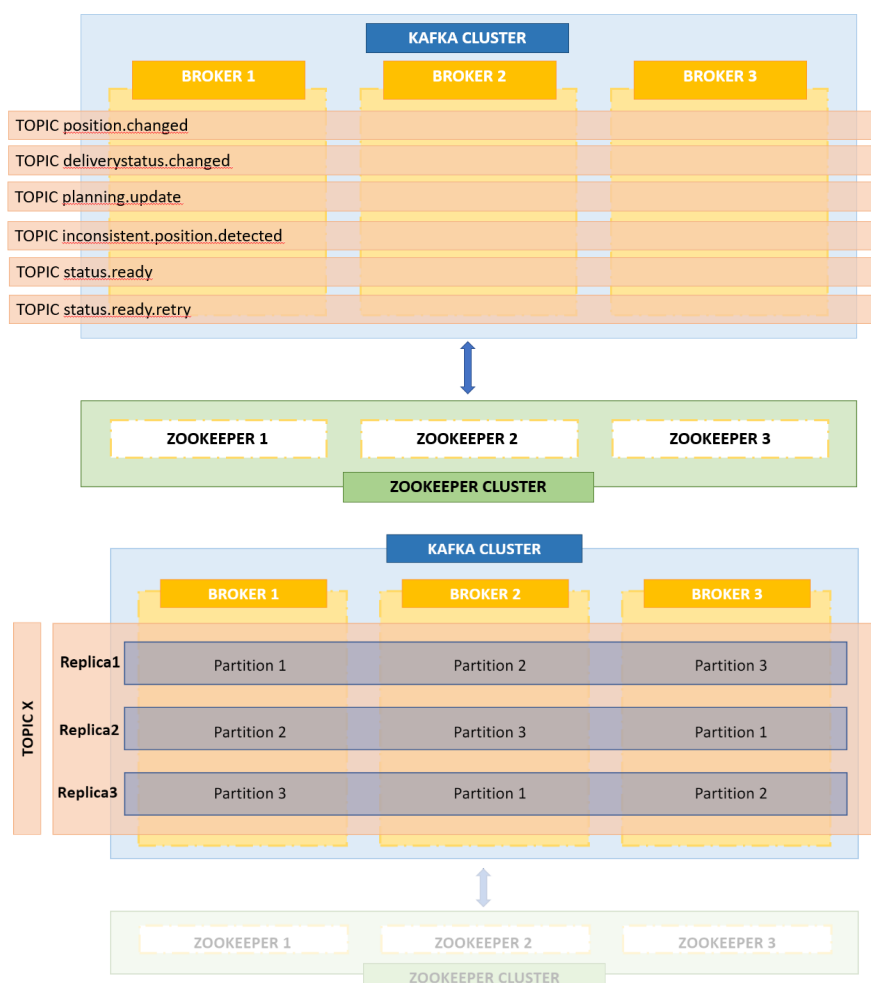 KAFKA CLUSTER
BROKER 1
BROKER 2
BROKER 3
TOPIC position.changed
TOPIC deliverystatus.changed
TOPIC planning.update
TOPIC inconsistent.position.detected
TOPIC status.ready
TOPIC status.ready.retry
ZOOKEEPER 1
ZOOKEEPER 2
ZOOKEEPER 3
ZOOKEEPER CLUSTER
KAFKA CLUSTER
BROKER 1
BROKER 2
BROKER 3
TOPIC X
Replica1
Partition 1
Partition 2
Partition 3
Replica2
Partition 2
Partition 3
Partition 1
Replica3
Partition 3
Partition 1
Partition 2
ZOOKEEPER 1
ZOOKEEPER 2
ZOOKEEPER 3
ZOOKEEPER CLUSTER